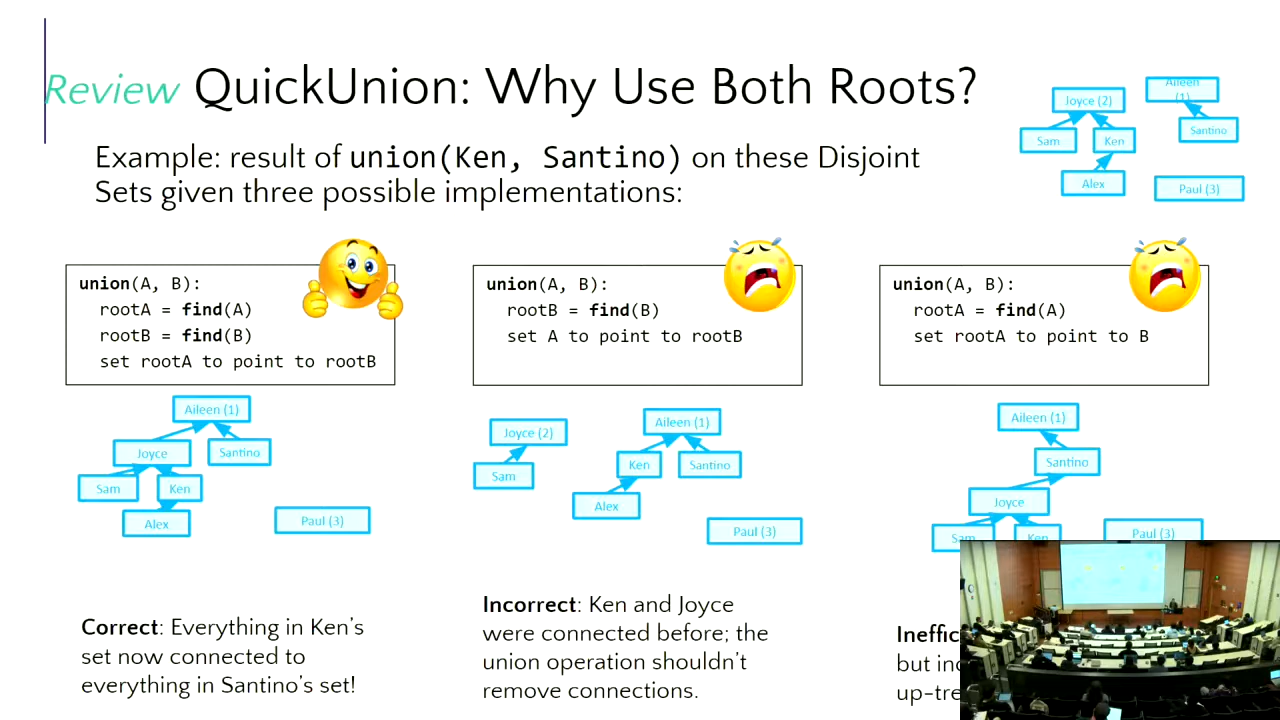 Review QuickUnion: Why Use Both Roots?
Example: result of union(Ken, Santino) on these Disjoint
Sets given three possible implementations:
Joyce (2)
Aileen
(1)
Sam
Ken
Santino
Alex
Paul (3)
union(A, B):
rootA = find(A)
rootB = find(B)
set rootA to point to rootB
union(A, B):
rootB = find(B)
set A to point to rootB
union(A, B):
rootA = find(A)
set rootA to point to B
Aileen (1)
Joyce
Santino
Sam
Ken
Alex
Paul (3)
Joyce (2)
Aileen (1)
Sam
Ken
Santino
Alex
Paul (3)
Aileen (1)
Santino
Joyce
Sam
Ken
Paul (3)
Correct: Everything in Ken's
set now connected to
everything in Santino's set!
Incorrect: Ken and Joyce
were connected before; the
union operation shouldn't
remove connections.
Ineffic
but inc
up-tre